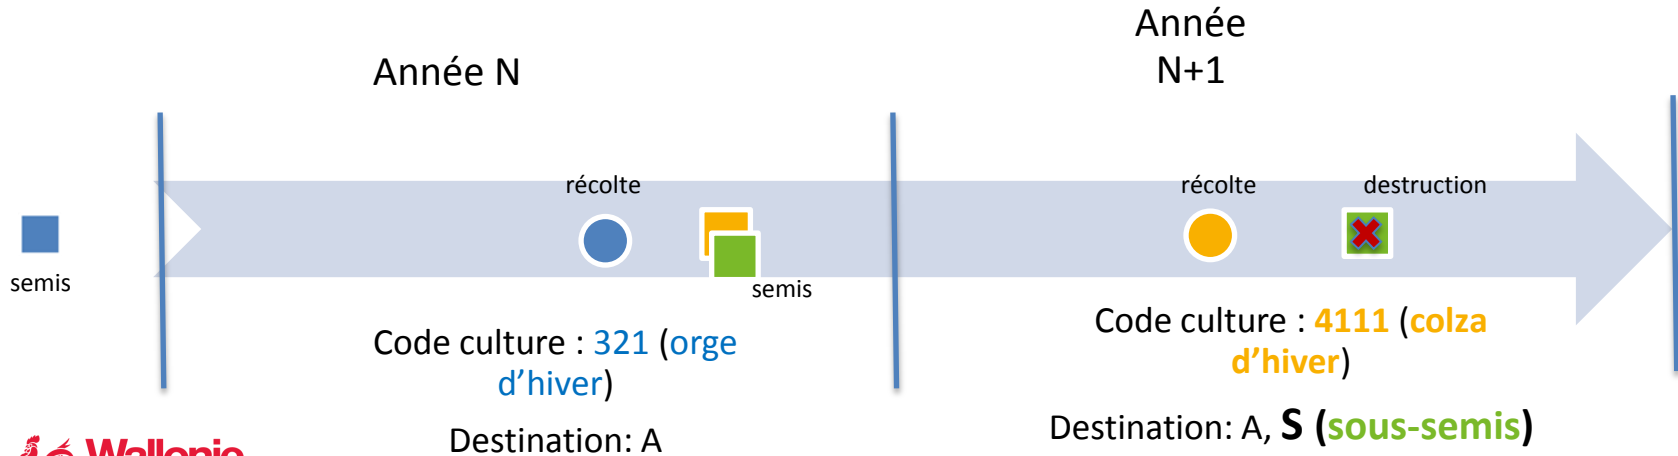 Année N
Année
N+1
récolte
récolte
destruction
semis
semis
Code culture : 321 (orge
d’hiver)
Destination: A
Code culture : 4111 (colza
d’hiver)
Destination: A, S (sous-semis)
Wallonie